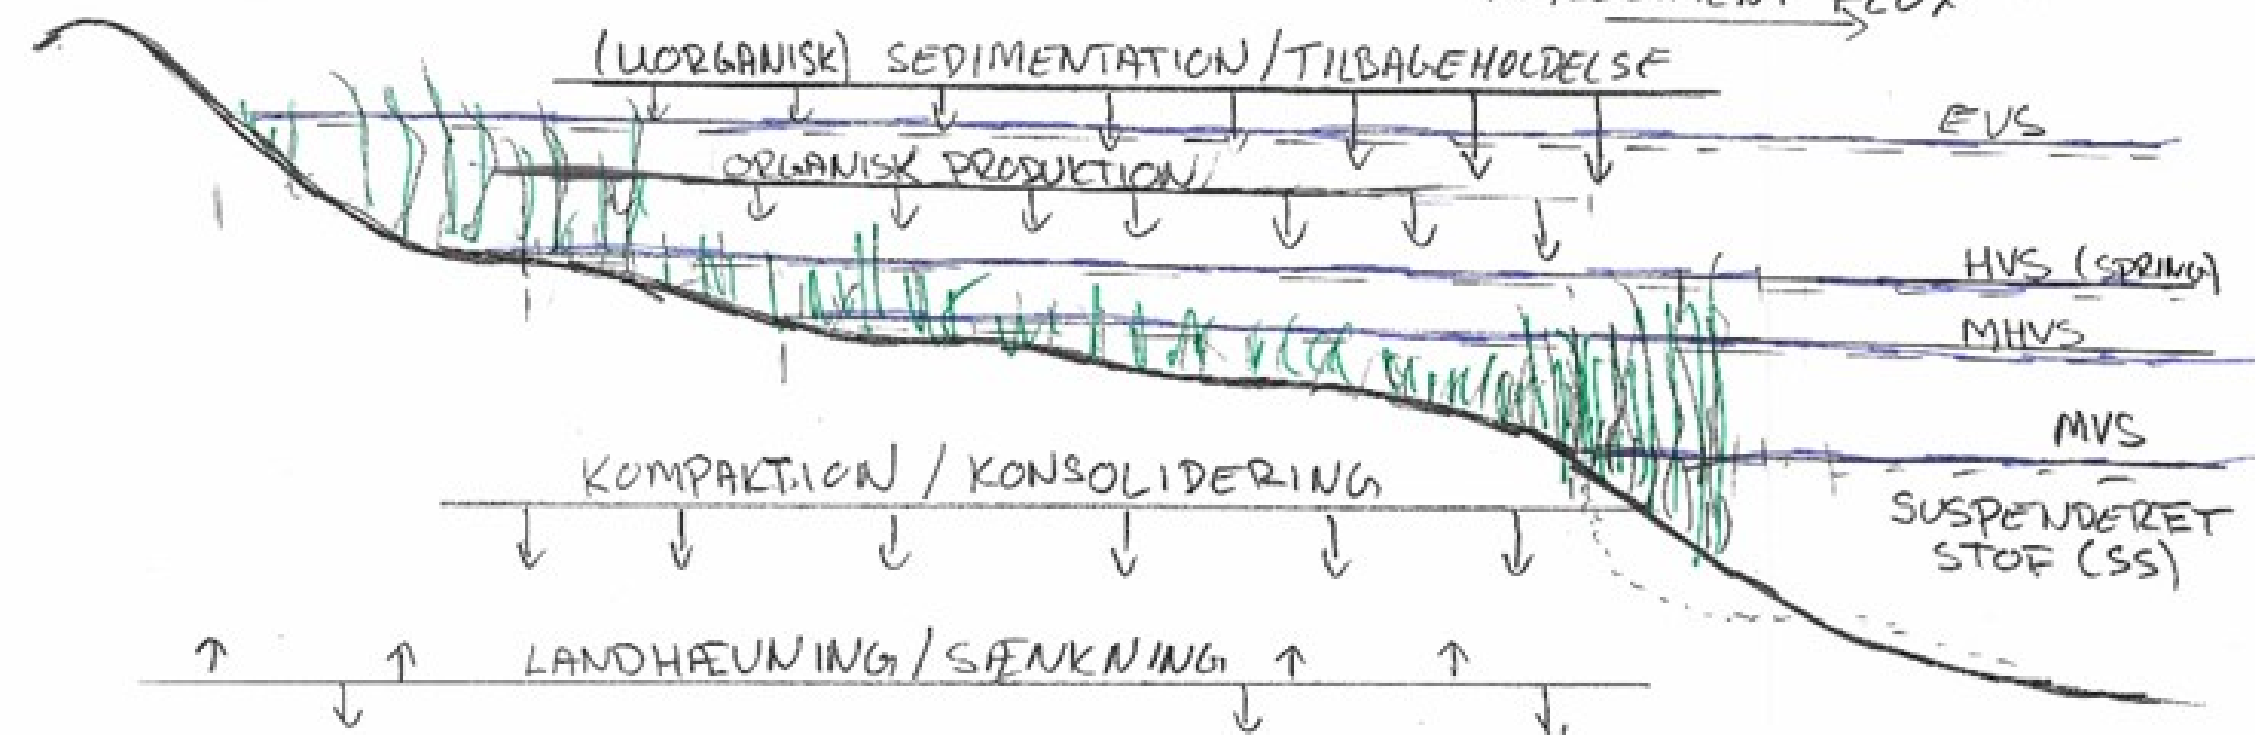 (UORGANISK) SEDIMENTATION/TILBAGEHOLDELSE
EVS
ORGANISK PRODUKTION
HVS (SPRING)
MHVS
MVS
KOMPAKTION / KONSOLIDERING
SUSPENDERET
STOF (SS)
LANDHÆVNING/SÆNKNING